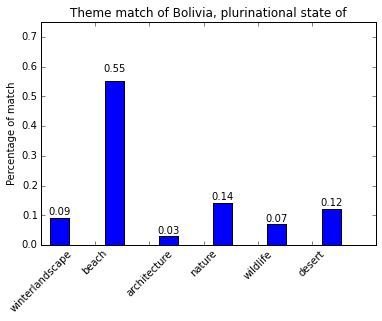 Theme match of Bolivia, plurinational state of
Percentage of match
0.7
0.6
0.5
0.4
0.3
0.2
0.1
0.0
0.09
0.55
0.03
0.14
0.07
0.12
winterlandscape
beach
architecture
nature
wildlife
desert